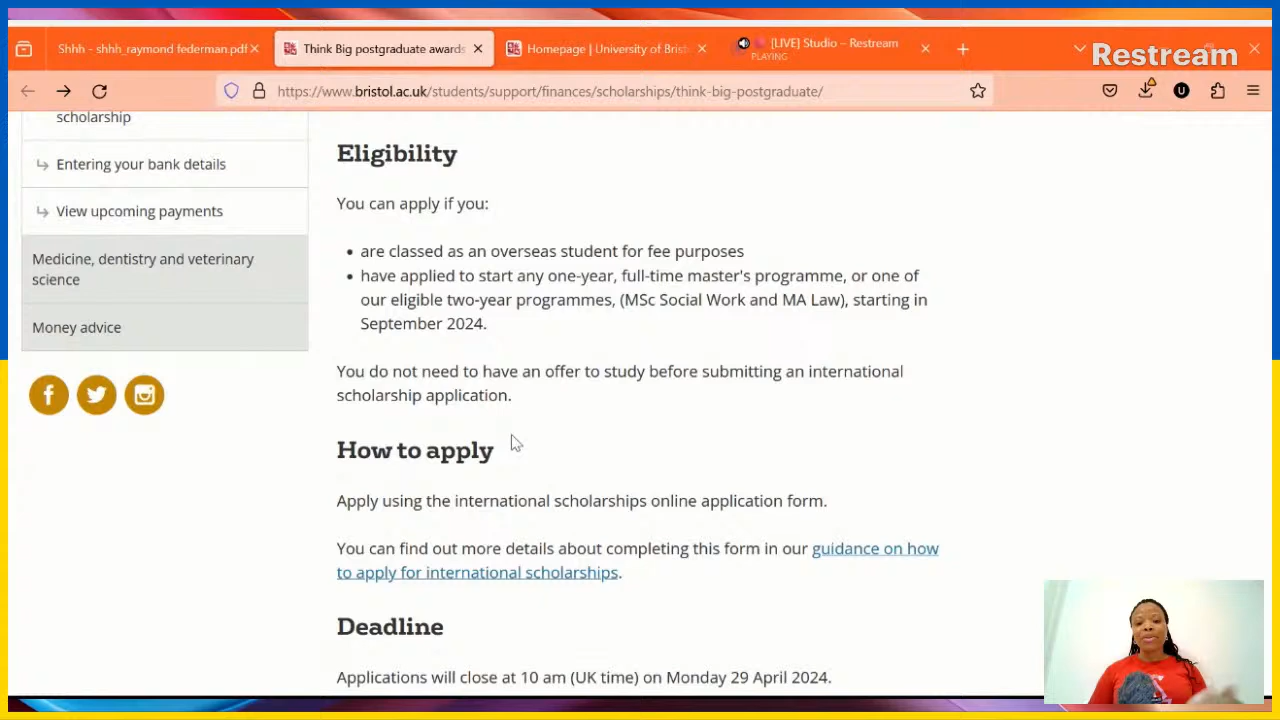 Shhh - shhh_raymond federman.pdf
Think Big postgraduate awards
Homepage | University of Brist
[LIVE] Studio – Restream
PLAYING
Restream
https://www.bristol.ac.uk/students/support/finances/scholarships/think-big-postgraduate/
U
scholarship
Entering your bank details
View upcoming payments
Medicine, dentistry and veterinary
science
Money advice
Eligibility
You can apply if you:
are classed as an overseas student for fee purposes
have applied to start any one-year, full-time master's programme, or one of
our eligible two-year programmes, (MSc Social Work and MA Law), starting in
September 2024.
You do not need to have an offer to study before submitting an international
scholarship application.
How to apply
Apply using the international scholarships online application form.
You can find out more details about completing this form in our guidance on how
to apply for international scholarships.
Deadline
Applications will close at 10 am (UK time) on Monday 29 April 2024.